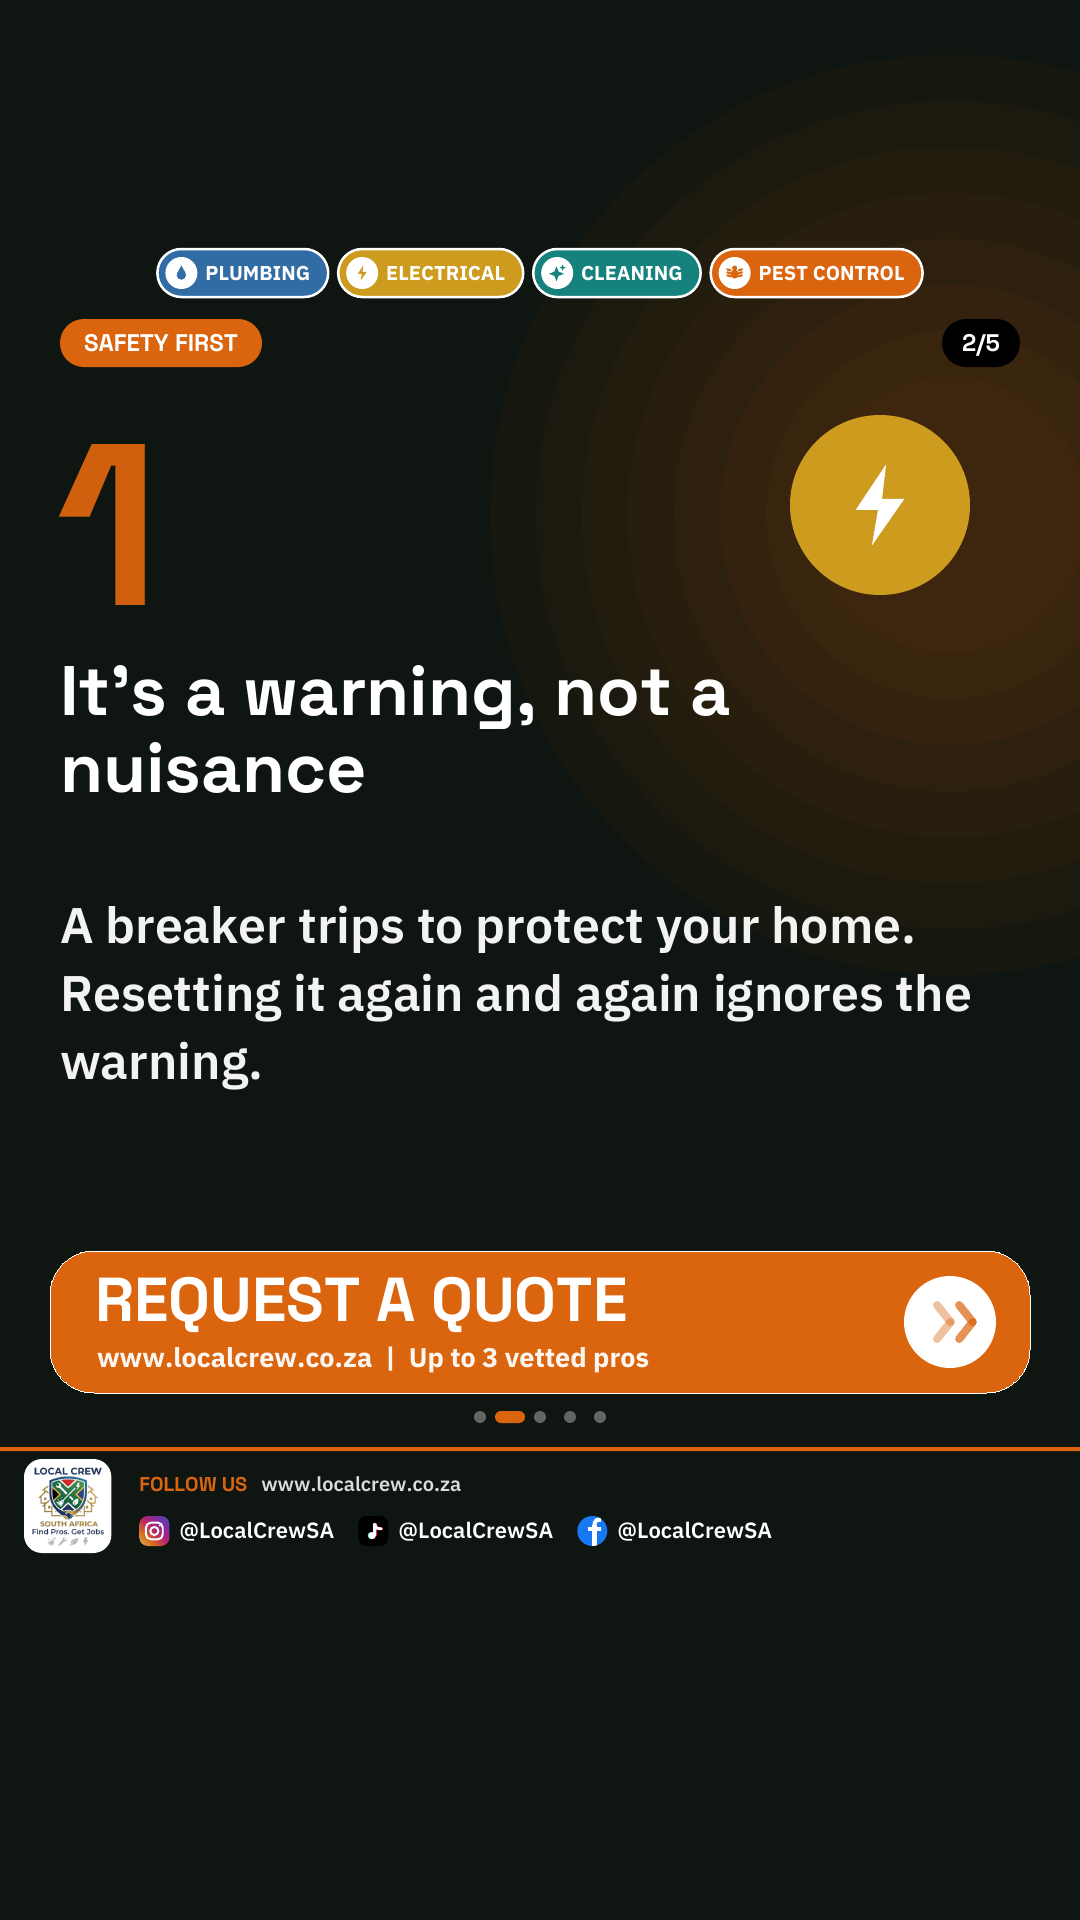 PLUMBING
ELECTRICAL
CLEANING
PEST CONTROL
SAFETY FIRST
2/5
1
It's a warning, not a
nuisance
A breaker trips to protect your home.
Resetting it again and again ignores the
warning.
REQUEST A QUOTE
www.localcrew.co.za | Up to 3 vetted pros
LOCAL CREW
SOUTH AFRICA
Find Pros. Get Jobs
FOLLOW US www.localcrew.co.za
@LocalCrewSA @LocalCrewSA @LocalCrewSA